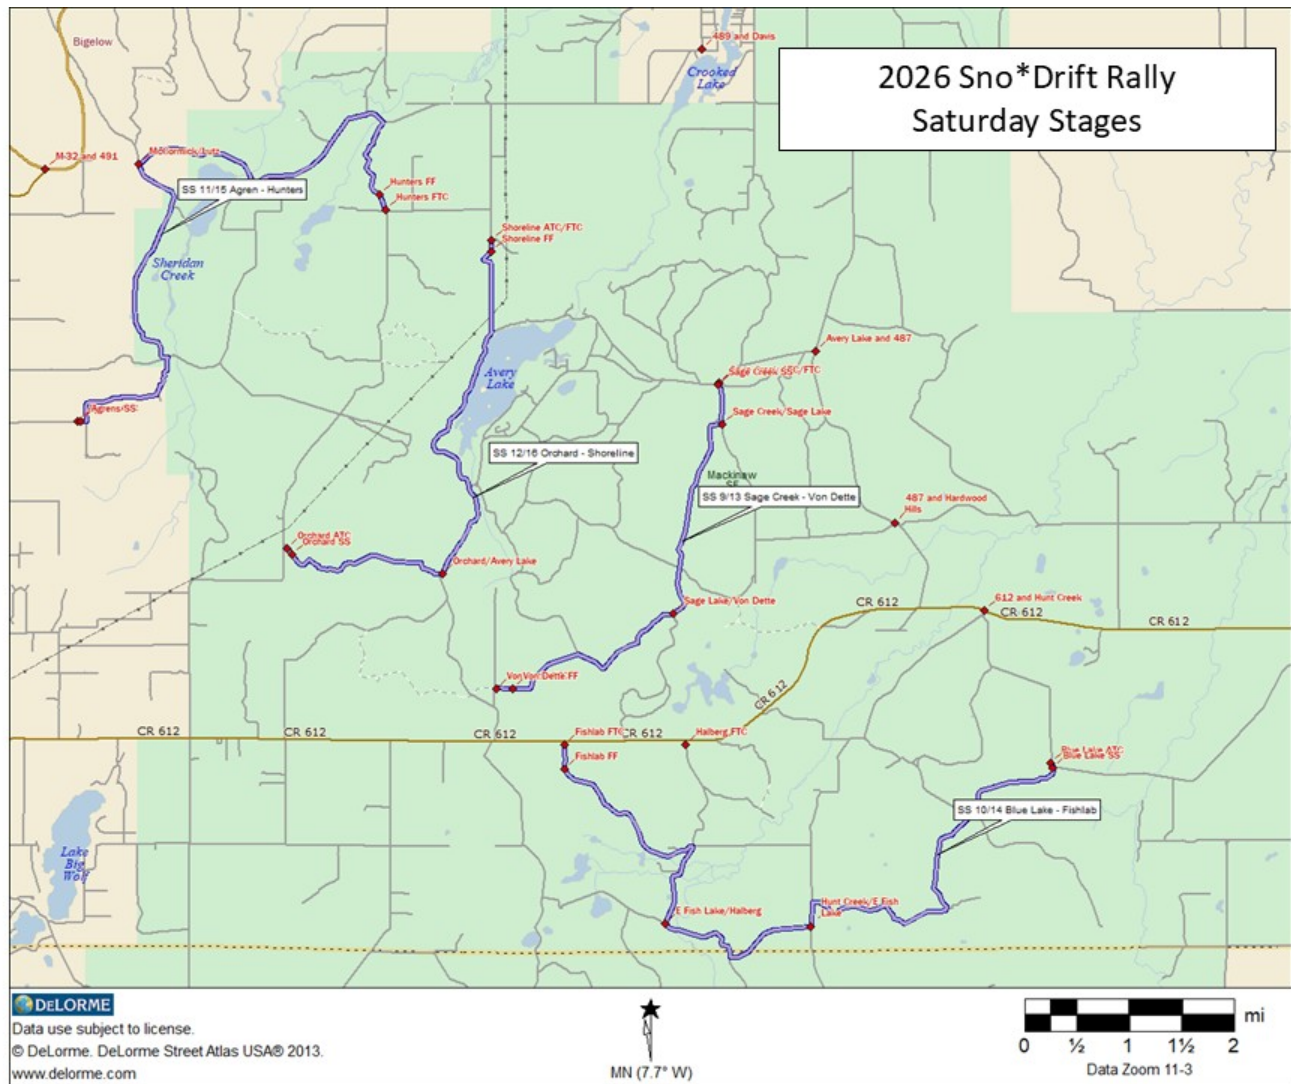 2026 Sno*Drift Rally
Saturday Stages
Bigelow
489 and Davis
Crooked
Lake
M-32 and 491
McCormick/Lutz
SS 11/15 Agren - Hunters
Hunters FF
Hunters FTC
Shoreline ATC/FTC
Shoreline FF
Sheridan
Creek
Avery Lake and 487
Avery
Lake
Sage Creek SS
/FTC
Agrens/SS
Sage Creek/Sage Lake
SS 12/16 Orchard - Shoreline
Mackinaw
SF
SS 9/13 Sage Creek - Von Dette
487 and Hardwood
Hills
Orchard ATC
Orchard SS
Orchard/Avery Lake
Sage Lake/Von Dette
612 and Hunt Creek
CR 612
CR 612
CR 612
Von Dette FF
CR 612
CR 612
CR 612
CR 612
Fishlab FTC
CR 612
Halberg FTC
Fishlab FF
Blue Lake ATC
Blue Lake SS
SS 10/14 Blue Lake - Fishlab
Lake
Big
Wolf
E Fish Lake/Halberg
Hunt Creek/E Fish
Lake
DELORME
Data use subject to license.
© DeLorme. DeLorme Street Atlas USA® 2013.
www.delorme.com
MN (7.7° W)
mi
0 ½ 1 1½ 2
Data Zoom 11-3